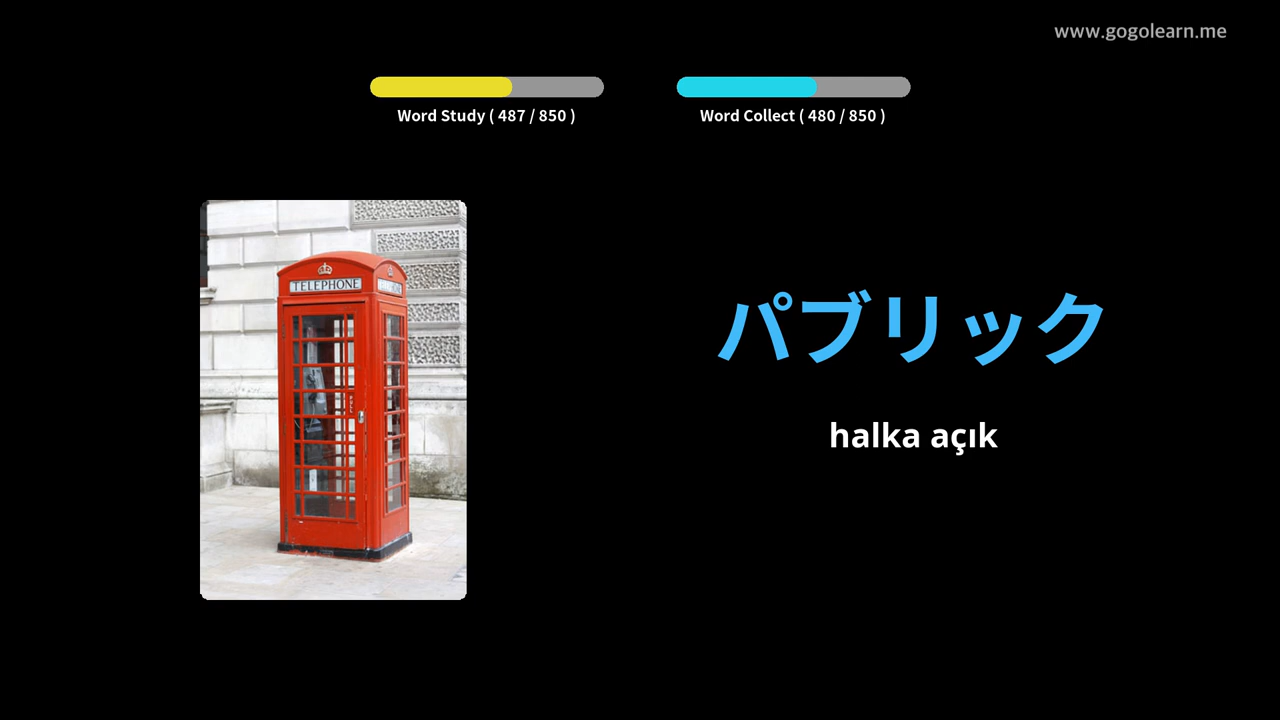 www.gogolearn.me
Word Study ( 487 / 850 )
Word Collect ( 480 / 850 )
TELEPHONE
パブリック
halka açık